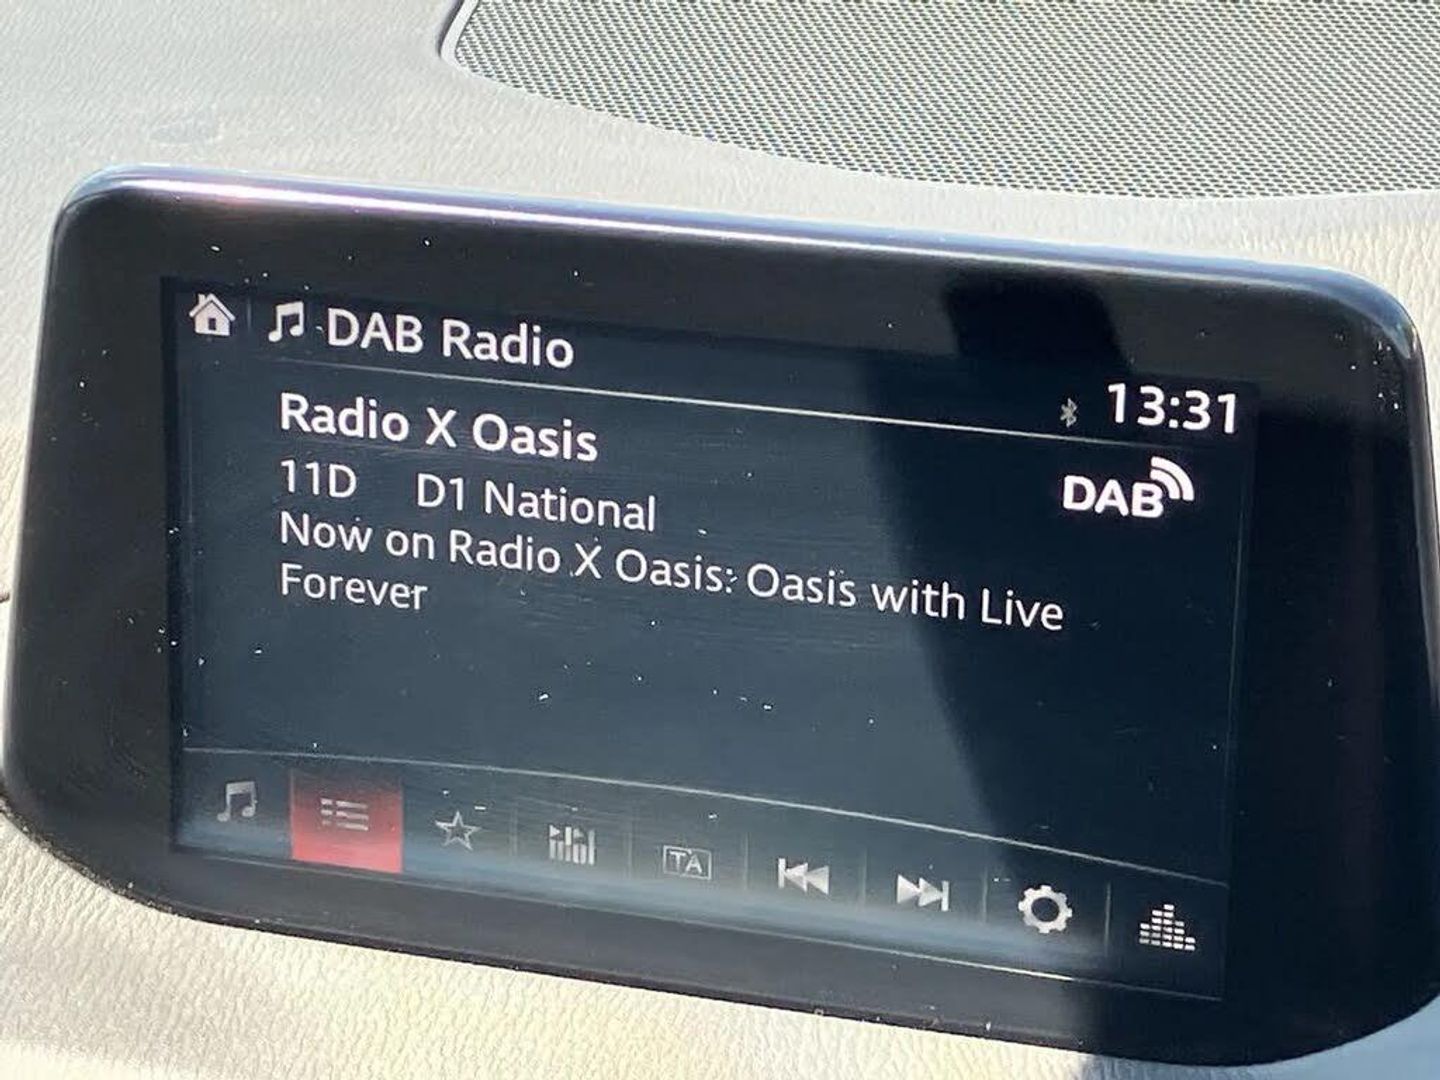 DAB Radio
13:31
Radio X Oasis
DAB
11D D1 National
Now on Radio X Oasis: Oasis with Live
Forever
TA